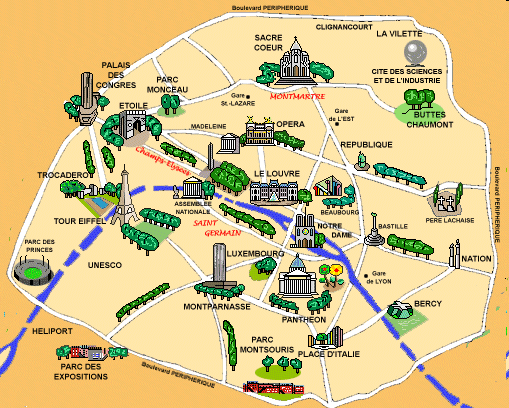 Boulevard PERIPHERIQUE
CLIGNANCOURT
LA VILLETTE
SACRE
COEUR
PALAIS
DES
CONGRES
CITE DES SCIENCES
ET DE L'INDUSTRIE
PARC
MONCEAU
Gare
St.-LAZARE
MONTMARTRE
ETOILE
Gare
de L'EST
BUTTES
CHAUMONT
MADELEINE
OPERA
REPUBLIQUE
Champs Elysees
TROCADERO
LE LOUVRE
Boulevard PERIPHERIQUE
ASSEMBLEE
NATIONALE
BEAUBOURG
PERE LACHAISE
TOUR EIFFEL
SAINT
GERMAIN
NOTRE
DAME
BASTILLE
PARC DES
PRINCES
UNESCO
LUXEMBOURG
NATION
Gare
de LYON
MONTPARNASSE
PANTHEON
BERCY
HELIPORT
PARC
MONTSOURIS
PLACE D'ITALIE
PARC DES
EXPOSITIONS
Boulevard PERIPHERIQUE